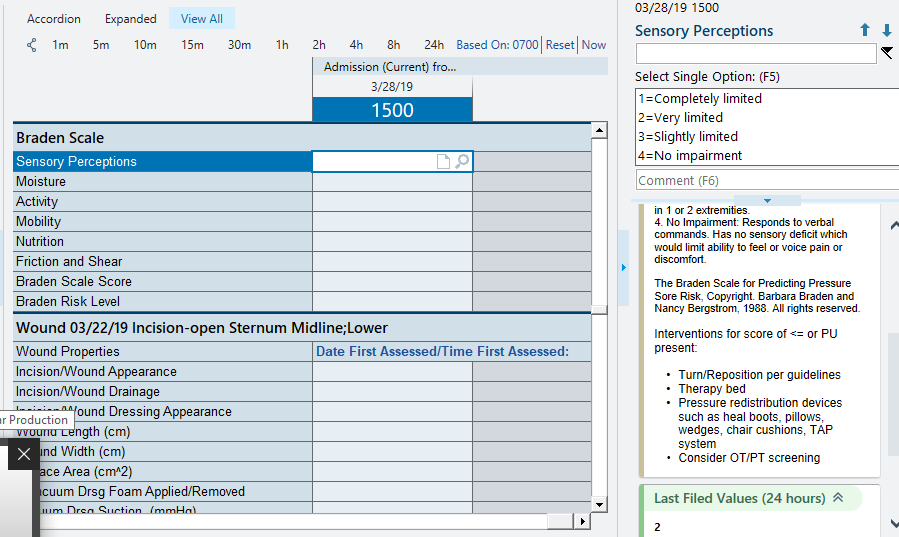 Accordion Expanded View All
1m 5m 10m 15m 30m 1h 2h 4h 8h 24h Based On: 0700 Reset Now
Admission (Current) fro...
3/28/19
1500
Braden Scale
Sensory Perceptions
Moisture
Activity
Mobility
Nutrition
Friction and Shear
Braden Scale Score
Braden Risk Level
Wound 03/22/19 Incision-open Sternum Midline;Lower
Wound Properties Date First Assessed/Time First Assessed:
Incision/Wound Appearance
Incision/Wound Drainage
Incision/Wound Dressing Appearance
r Production
Wound Length (cm)
nd Width (cm)
ace Area (cm^2)
cuum Drsg Foam Applied/Removed
um Drsg Suction (mmHg)
03/28/19 1500
Sensory Perceptions
Select Single Option: (F5)
1=Completely limited
2=Very limited
3=Slightly limited
4=No impairment
Comment (F6)
in 1 or 2 extremities.
4. No Impairment: Responds to verbal
commands. Has no sensory deficit which
would limit ability to feel or voice pain or
discomfort.
The Braden Scale for Predicting Pressure
Sore Risk, Copyright. Barbara Braden and
Nancy Bergstrom, 1988. All rights reserved.
Interventions for score of <= or PU
present:
• Turn/Reposition per guidelines
• Therapy bed
• Pressure redistribution devices
such as heal boots, pillows,
wedges, chair cushions, TAP
system
• Consider OT/PT screening
Last Filed Values (24 hours)
2